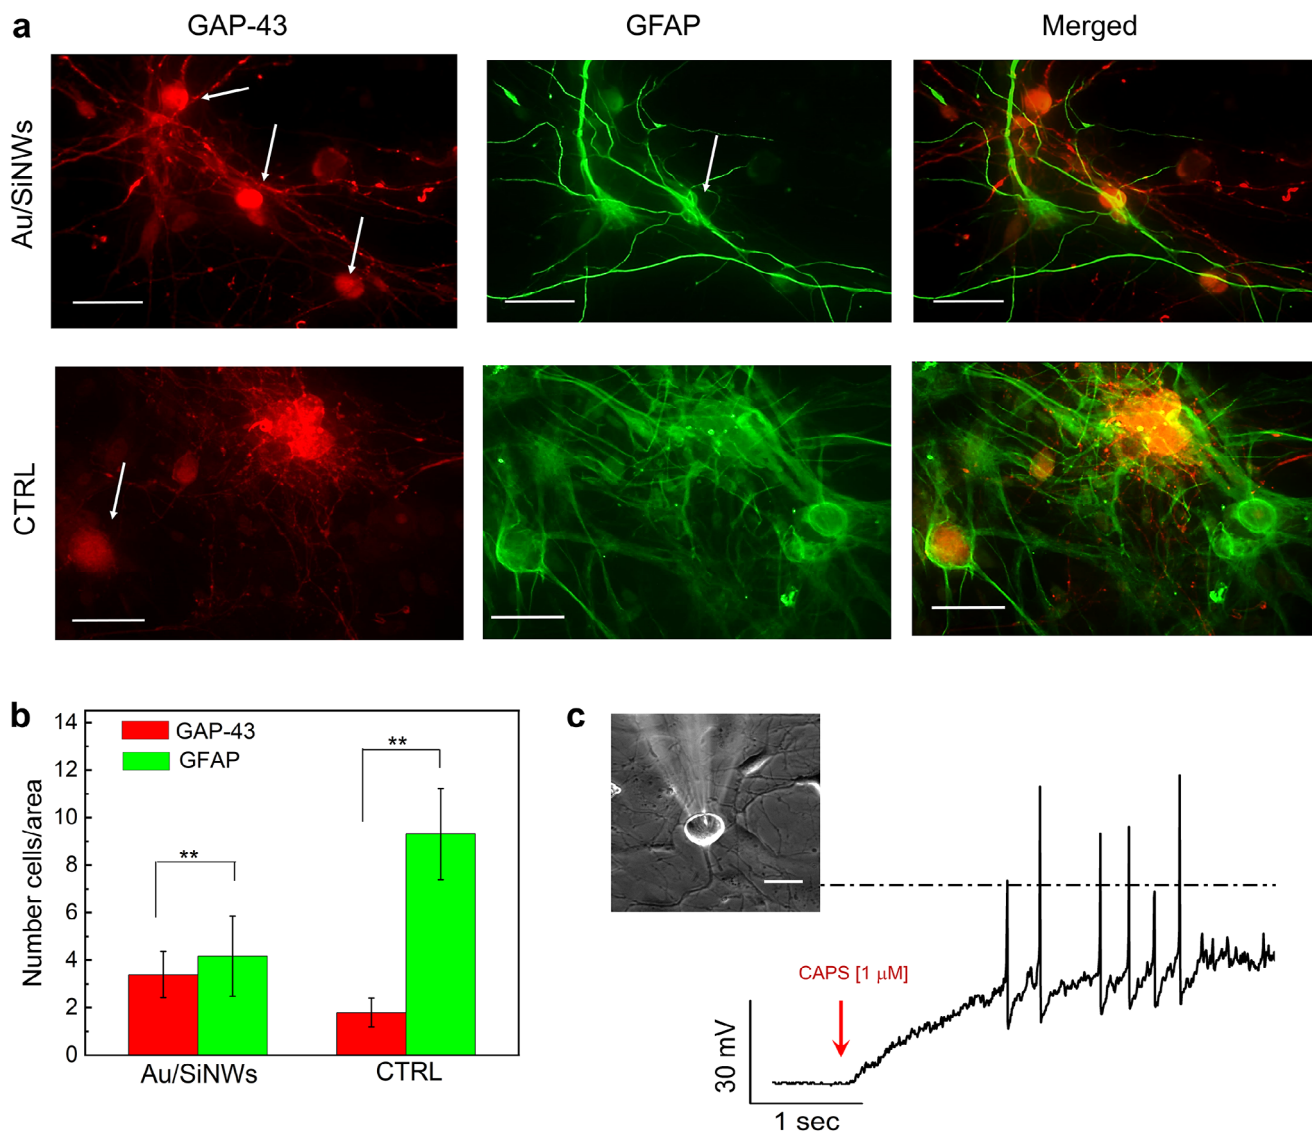 a
GAP-43
GFAP
Merged
Au/SiNWs
CTRL
b
Number cells/area
14
12
10
8
6
4
2
0
GAP-43
GFAP
**
**
Au/SiNWs
CTRL
c
CAPS [1 μM]
30 mV
1 sec